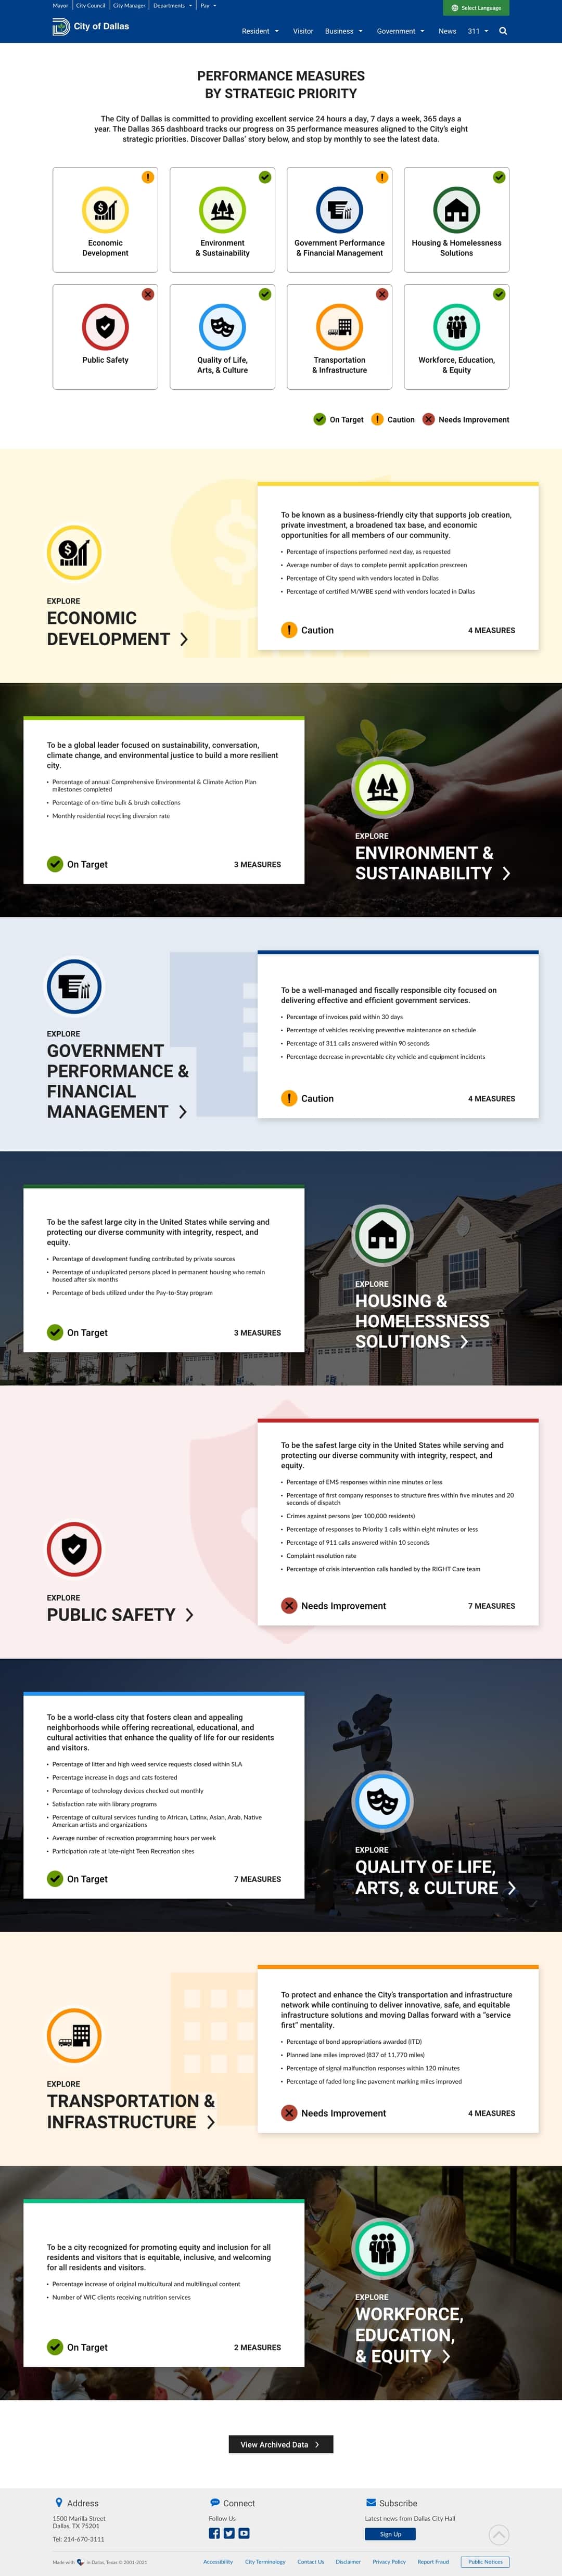 Mayor
City Council
City Manager
Departments
Pay
Select Language
City of Dallas
Resident
Visitor
Business
Government
News
311
PERFORMANCE MEASURES
BY STRATEGIC PRIORITY
The City of Dallas is committed to providing excellent service 24 hours a day, 7 days a week, 365 days a
year. The Dallas 365 dashboard tracks our progress on 35 performance measures aligned to the City's eight
strategic priorities. Discover Dallas' story below, and stop by monthly to see the latest data.
Economic
Development
Environment
& Sustainability
Government Performance
& Financial Management
Housing & Homelessness
Solutions
Public Safety
Quality of Life,
Arts, & Culture
Transportation
& Infrastructure
Workforce, Education,
& Equity
On Target
Caution
Needs Improvement
EXPLORE
ECONOMIC
DEVELOPMENT
To be known as a business-friendly city that supports job creation,
private investment, a broadened tax base, and economic
opportunities for all members of our community.
• Percentage of inspections performed next day, as requested
• Average number of days to complete permit application prescreen
• Percentage of City spend with vendors located in Dallas
• Percentage of certified M/WBE spend with vendors located in Dallas
Caution
4 MEASURES
To be a global leader focused on sustainability, conversation,
climate change, and environmental justice to build a more resilient
city.
• Percentage of annual Comprehensive Environmental & Climate Action Plan
milestones completed
• Percentage of on-time bulk & brush collections
• Monthly residential recycling diversion rate
On Target
3 MEASURES
EXPLORE
ENVIRONMENT &
SUSTAINABILITY
EXPLORE
GOVERNMENT
PERFORMANCE &
FINANCIAL
MANAGEMENT
To be a well-managed and fiscally responsible city focused on
delivering effective and efficient government services.
• Percentage of invoices paid within 30 days
• Percentage of vehicles receiving preventive maintenance on schedule
• Percentage of 311 calls answered within 90 seconds
• Percentage decrease in preventable city vehicle and equipment incidents
Caution
4 MEASURES
To be the safest large city in the United States while serving and
protecting our diverse community with integrity, respect, and
equity.
• Percentage of development funding contributed by private sources
• Percentage of unduplicated persons placed in permanent housing who remain
housed after six months
• Percentage of beds utilized under the Pay-to-Stay program
On Target
3 MEASURES
EXPLORE
HOUSING &
HOMELESSNESS
SOLUTIONS
EXPLORE
PUBLIC SAFETY
To be the safest large city in the United States while serving and
protecting our diverse community with integrity, respect, and
equity.
• Percentage of EMS responses within nine minutes or less
• Percentage of first company responses to structure fires within five minutes and 20
seconds of dispatch
• Crimes against persons (per 100,000 residents)
• Percentage of responses to Priority 1 calls within eight minutes or less
• Percentage of 911 calls answered within 10 seconds
• Complaint resolution rate
• Percentage of crisis intervention calls handled by the RIGHT Care team
Needs Improvement
7 MEASURES
To be a world-class city that fosters clean and appealing
neighborhoods while offering recreational, educational, and
cultural activities that enhance the quality of life for our residents
and visitors.
• Percentage of litter and high weed service requests closed within SLA
• Percentage increase in dogs and cats fostered
• Percentage of technology devices checked out monthly
• Satisfaction rate with library programs
• Percentage of cultural services funding to African, Latinx, Asian, Arab, Native
American artists and organizations
• Average number of recreation programming hours per week
• Participation rate at late-night Teen Recreation sites
On Target
7 MEASURES
EXPLORE
QUALITY OF LIFE,
ARTS, & CULTURE
EXPLORE
TRANSPORTATION &
INFRASTRUCTURE
To protect and enhance the City's transportation and infrastructure
network while continuing to deliver innovative, safe, and equitable
infrastructure solutions and moving Dallas forward with a "service
first" mentality.
• Percentage of bond appropriations awarded (ITD)
• Planned lane miles improved (837 of 11,770 miles)
• Percentage of signal malfunction responses within 120 minutes
• Percentage of faded long line pavement marking miles improved
Needs Improvement
4 MEASURES
To be a city recognized for promoting equity and inclusion for all
residents and visitors that is equitable, inclusive, and welcoming
for all residents and visitors.
• Percentage increase of original multicultural and multilingual content
• Number of WIC clients receiving nutrition services
On Target
2 MEASURES
EXPLORE
WORKFORCE,
EDUCATION,
& EQUITY
View Archived Data
Address
1500 Marilla Street
Dallas, TX 75201
Tel: 214-670-3111
Connect
Follow Us
Subscribe
Latest news from Dallas City Hall
Sign Up
Made with in Dallas, Texas © 2001-2021
Accessibility
City Terminology
Contact Us
Disclaimer
Privacy Policy
Report Fraud
Public Notices